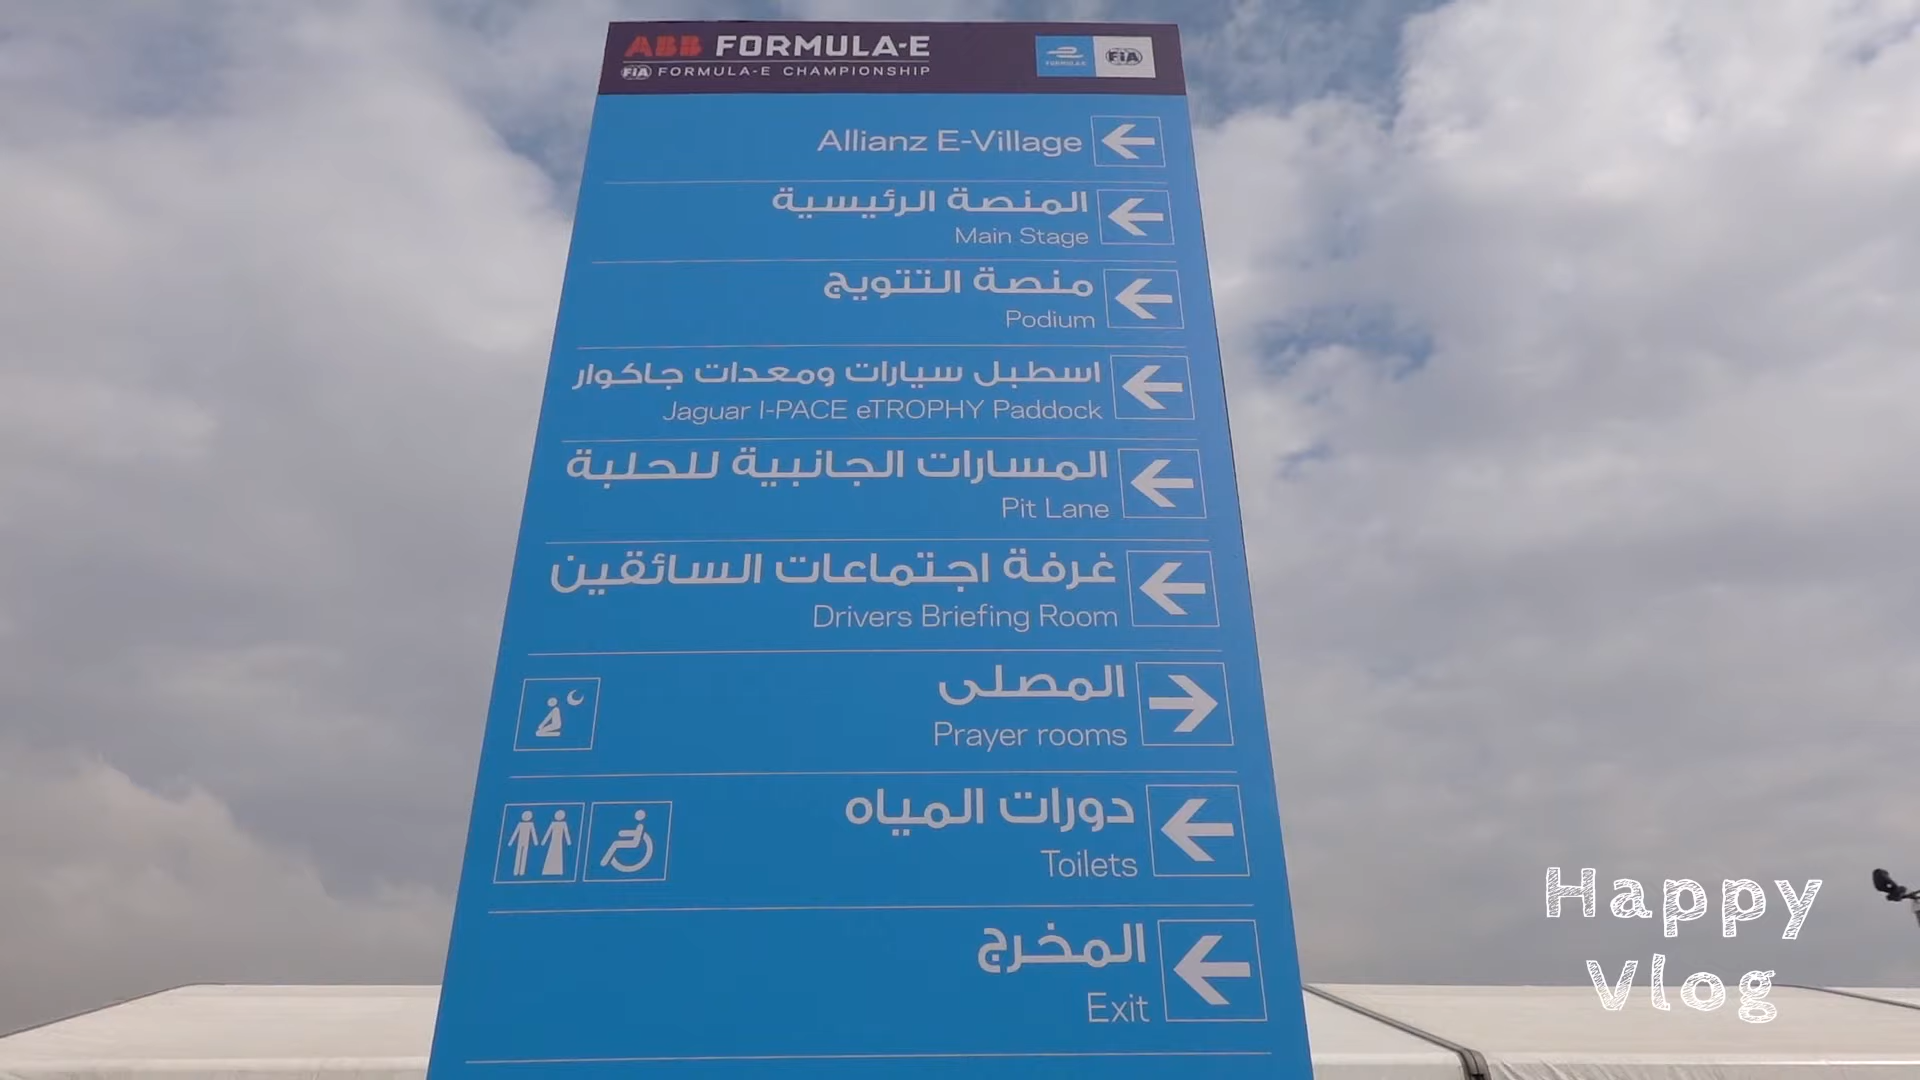 ABB FORMULA-E
FIA FORMULA-E CHAMPIONSHIP
FORMULA-E
FIA
Allianz E-Village
المنصة الرئيسية
Main Stage
منصة التتويج
Podium
اسطبل سيارات ومعدات جاكوار
Jaguar I-PACE eTROPHY Paddock
المسارات الجانبية للحلبة
Pit Lane
غرفة اجتماعات السائقين
Drivers Briefing Room
المصلى
Prayer rooms
دورات المياه
Toilets
المخرج
Exit
Happy
Vlog